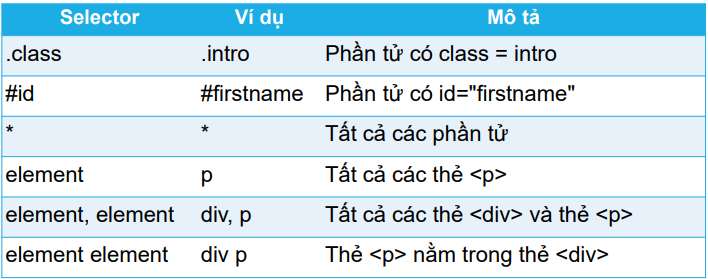 Selector Ví dụ Mô tả
.class .intro Phần tử có class = intro
#id #firstname Phần tử có id="firstname"
* * Tất cả các phần tử
element p Tất cả các thẻ <p>
element, element div, p Tất cả các thẻ <div> và thẻ <p>
element element div p Thẻ <p> nằm trong thẻ <div>